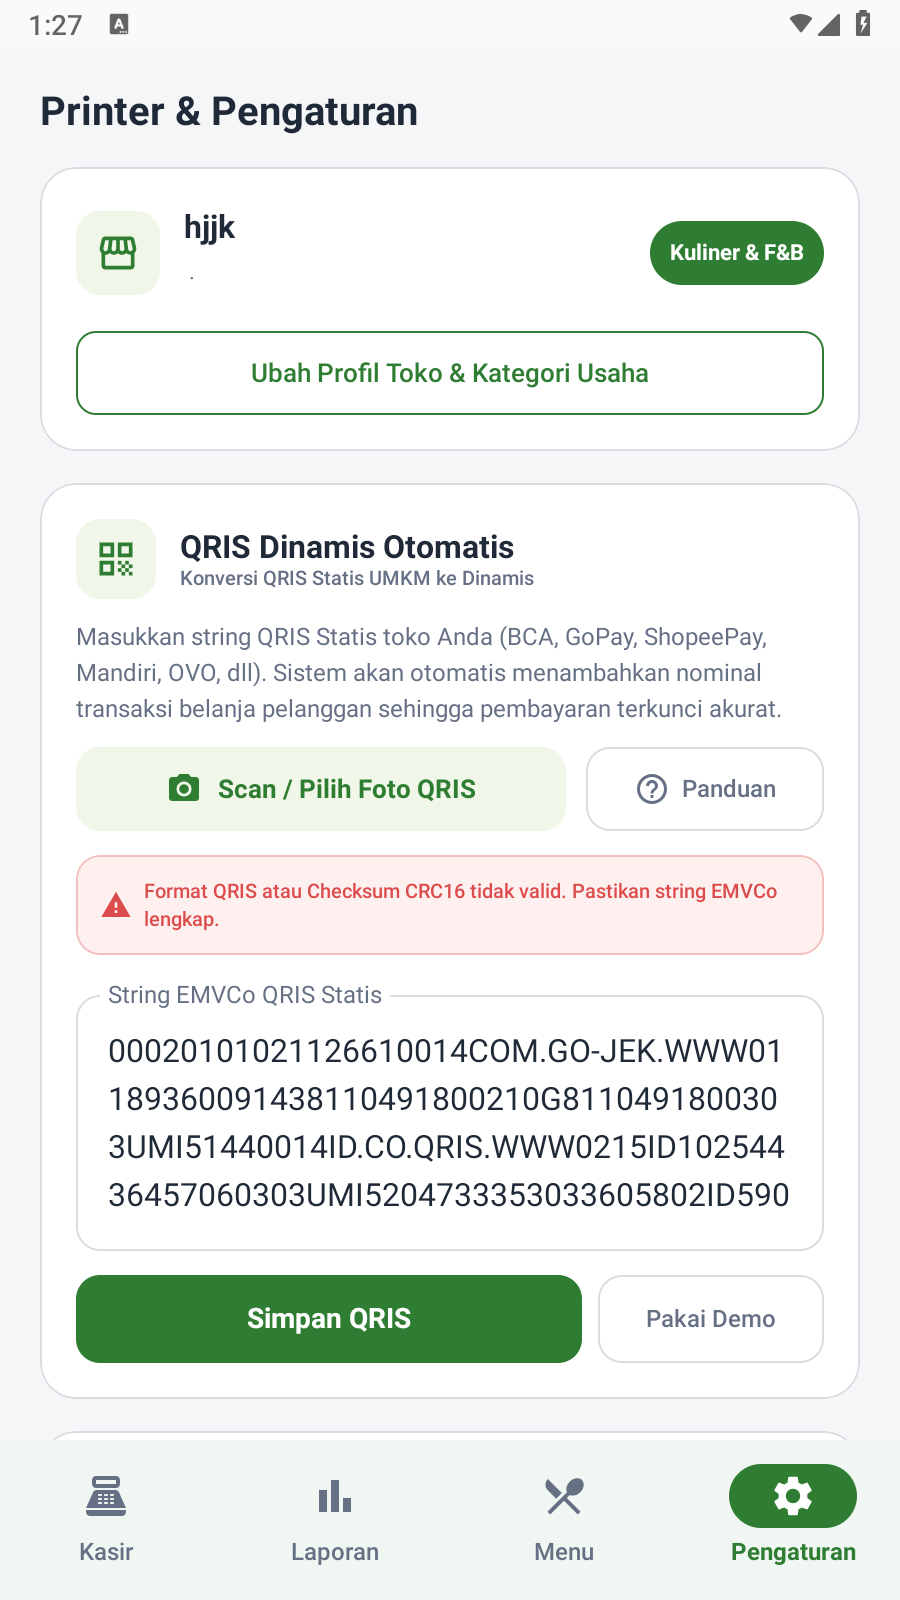 1:27
A
Printer & Pengaturan
hjjk
.
Kuliner & F&B
Ubah Profil Toko & Kategori Usaha
QRIS Dinamis Otomatis
Konversi QRIS Statis UMKM ke Dinamis
Masukkan string QRIS Statis toko Anda (BCA, GoPay, ShopeePay,
Mandiri, OVO, dll). Sistem akan otomatis menambahkan nominal
transaksi belanja pelanggan sehingga pembayaran terkunci akurat.
Scan / Pilih Foto QRIS
Panduan
Format QRIS atau Checksum CRC16 tidak valid. Pastikan string EMVCo
lengkap.
String EMVCo QRIS Statis
00020101021126610014COM.GO-JEK.WWW01
189360091438110491800210G811049180030
3UMI51440014ID.CO.QRIS.WWW0215ID102544
36457060303UMI5204733353033605802ID590
Simpan QRIS
Pakai Demo
Kasir
Laporan
Menu
Pengaturan